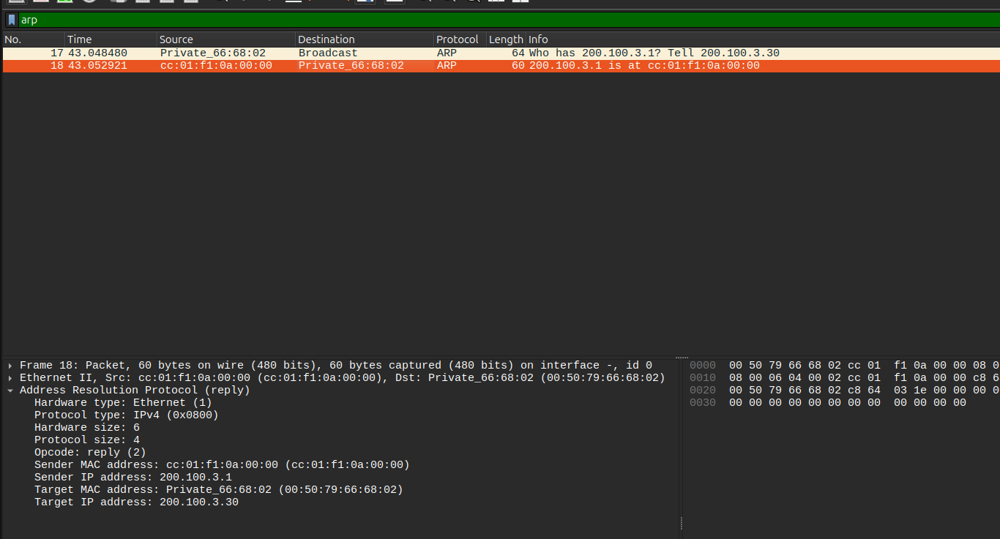 arp
No. Time Source Destination Protocol Length Info
17 43.048480 Private_66:68:02 Broadcast ARP 64 Who has 200.100.3.1? Tell 200.100.3.30
18 43.052921 cc:01:f1:0a:00:00 Private_66:68:02 ARP 60 200.100.3.1 is at cc:01:f1:0a:00:00
Frame 18: Packet, 60 bytes on wire (480 bits), 60 bytes captured (480 bits) on interface -, id 0
Ethernet II, Src: cc:01:f1:0a:00:00 (cc:01:f1:0a:00:00), Dst: Private_66:68:02 (00:50:79:66:68:02)
Address Resolution Protocol (reply)
Hardware type: Ethernet (1)
Protocol type: IPv4 (0x0800)
Hardware size: 6
Protocol size: 4
Opcode: reply (2)
Sender MAC address: cc:01:f1:0a:00:00 (cc:01:f1:0a:00:00)
Sender IP address: 200.100.3.1
Target MAC address: Private_66:68:02 (00:50:79:66:68:02)
Target IP address: 200.100.3.30
0000 00 50 79 66 68 02 cc 01 f1 0a 00 00 08 0
0010 08 00 06 04 00 02 cc 01 f1 0a 00 00 c8 6
0020 00 50 79 66 68 02 c8 64 03 1e 00 00 00 0
0030 00 00 00 00 00 00 00 00 00 00 00 00